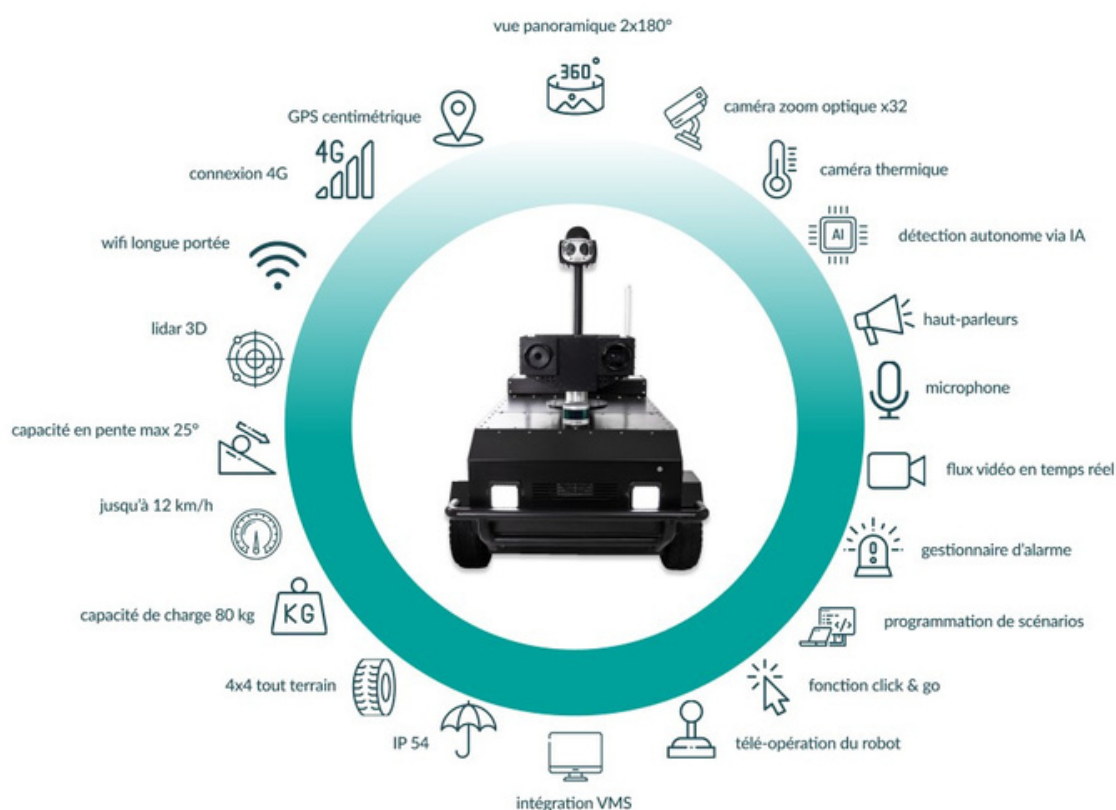 vue panoramique 2x180°
360°
caméra zoom optique x32
GPS centimétrique
4G
connexion 4G
caméra thermique
AI
détection autonome via IA
wifi longue portée
haut-parleurs
lidar 3D
microphone
capacité en pente max 25°
flux vidéo en temps réel
jusqu'à 12 km/h
gestionnaire d'alarme
capacité de charge 80 kg
KG
</>
programmation de scénarios
4x4 tout terrain
fonction click & go
IP 54
télé-opération du robot
intégration VMS